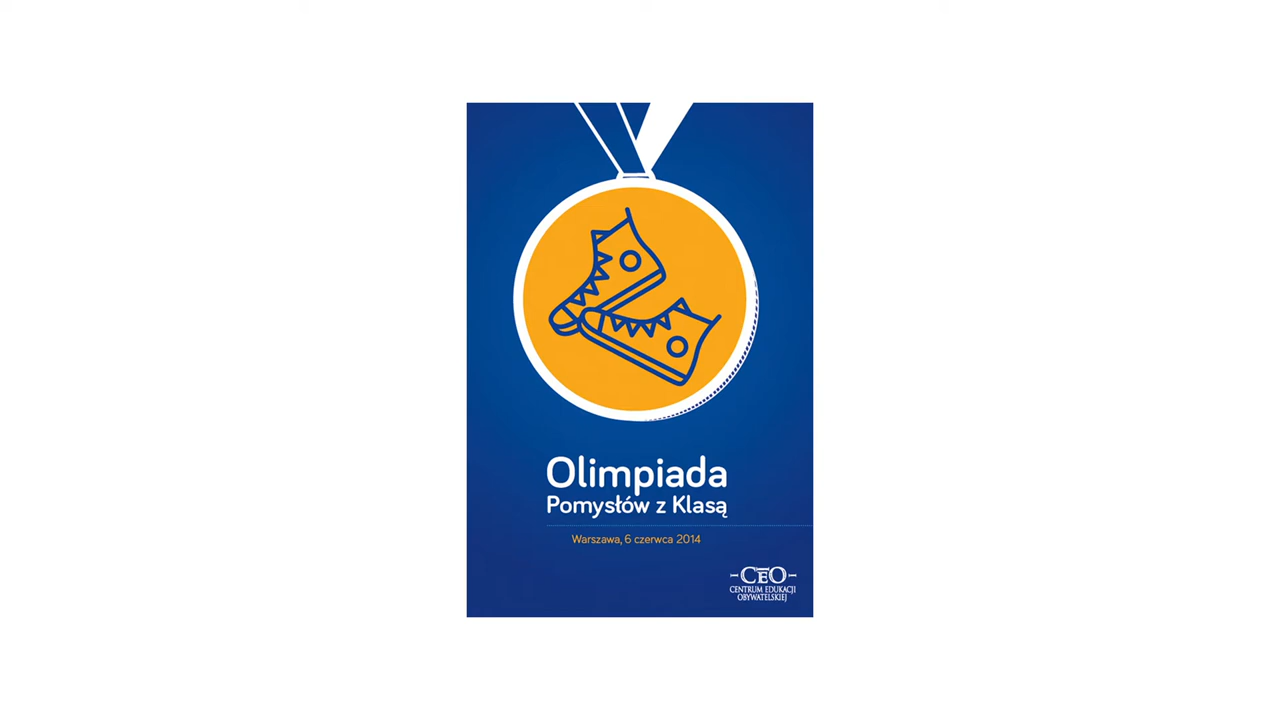 Olimpiada
Pomysłów z Klasą
Warszawa, 6 czerwca 2014
CEO
CENTRUM EDUKACJI
OBYWATELSKIEJ